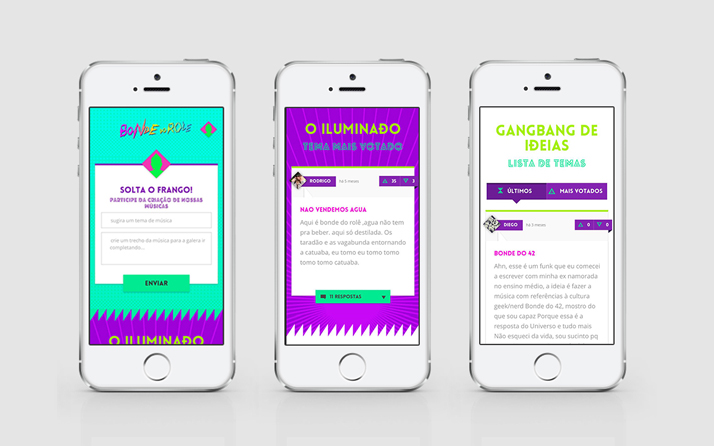 BONDE DO ROLÊ
SOLTA O FRANGO!
PARTICIPE DA CRIAÇÃO DE NOSSAS
MÚSICAS
sugira um tema de música
crie um trecho da música para a galera ir
completando...
ENVIAR
O ILUMINADO
O ILUMINADO
TEMA MAIS VOTADO
RODRIGO
há 5 meses
35
3
NAO VENDEMOS AGUA
Aqui é bonde do rolê ,agua não tem
pra beber. aqui só destilada. Os
taradão e as vagabunda entornando
a catuaba, eu tomo eu tomo tomo
tomo tomo catuaba.
11 RESPOSTAS
GANGBANG DE
IDEIAS
LISTA DE TEMAS
ÚLTIMOS
MAIS VOTADOS
DIEGO
há 5 meses
0
0
BONDE DO 42
Ahn, esse é um funk que eu comecei
a escrever com minha ex namorada
no ensino médio, a ideia é fazer a
música com referências à cultura
geek/nerd Bonde do 42, mostro do
que sou capaz Porque essa é a
resposta do Universo e tudo mais
Não esqueci da vida, sou sucinto pq